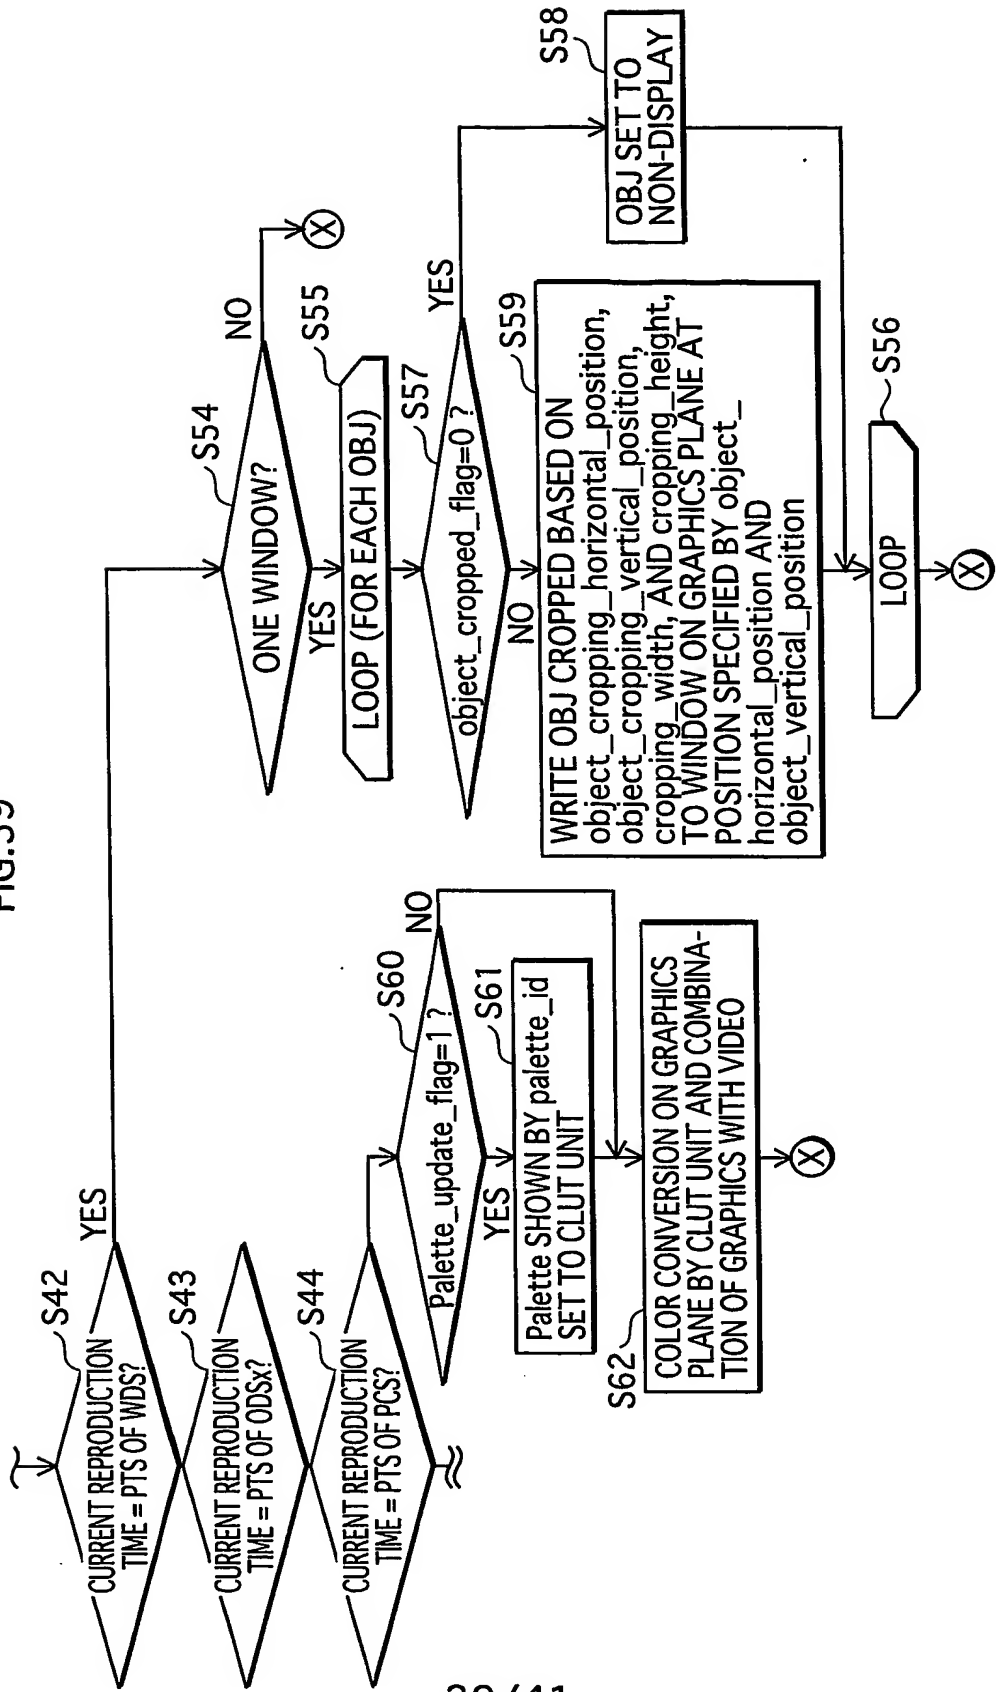 FIG.39
CURRENT REPRODUCTION
TIME = PTS OF WDS?
S42
YES
CURRENT REPRODUCTION
TIME = PTS OF ODSx?
S43
CURRENT REPRODUCTION
TIME = PTS OF PCS?
S44
S54
ONE WINDOW?
NO
X
YES
S55
LOOP (FOR EACH OBJ)
S57
object_cropped_flag=0 ?
YES
NO
S58
OBJ SET TO
NON-DISPLAY
S59
WRITE OBJ CROPPED BASED ON
object_cropping_horizontal_position,
object_cropping_vertical_position,
cropping_width, AND cropping_height,
TO WINDOW ON GRAPHICS PLANE AT
POSITION SPECIFIED BY object_
horizontal_position AND
object_vertical_position
S56
LOOP
X
S60
Palette_update_flag=1 ?
NO
YES
S61
Palette SHOWN BY palette_id
SET TO CLUT UNIT
S62
COLOR CONVERSION ON GRAPHICS
PLANE BY CLUT UNIT AND COMBINA-
TION OF GRAPHICS WITH VIDEO
X
39/41